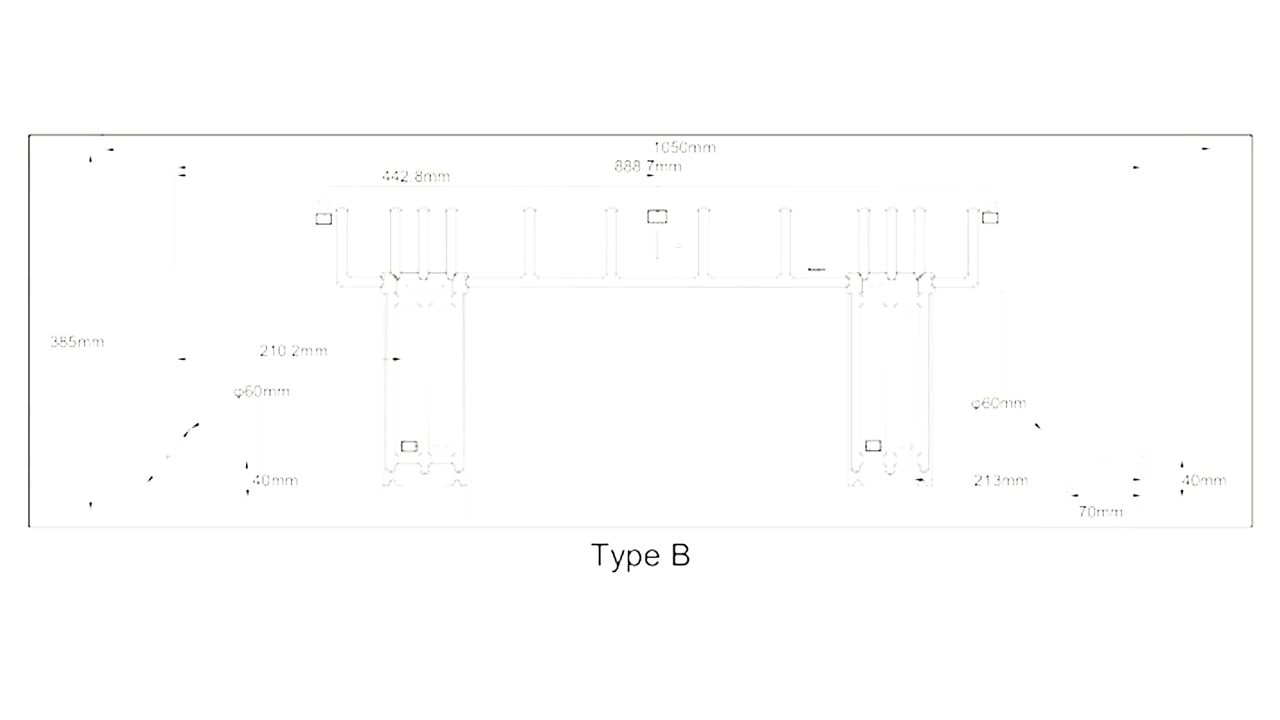 1050mm
888.7mm
442.8mm
385mm
210.2mm
φ60mm
φ60mm
40mm
213mm
40mm
70mm
Type B